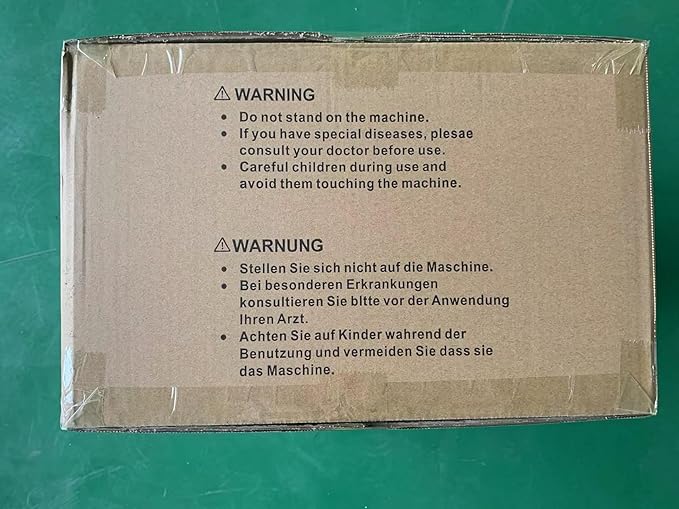 ⚠ WARNING
• Do not stand on the machine.
• If you have special diseases, plesae
consult your doctor before use.
• Careful children during use and
avoid them touching the machine.
⚠ WARNUNG
• Stellen Sie sich nicht auf die Maschine.
• Bei besonderen Erkrankungen
konsultieren Sie bItte vor der Anwendung
Ihren Arzt.
• Achten Sie auf Kinder wahrend der
Benutzung und vermeiden Sie dass sie
das Maschine.